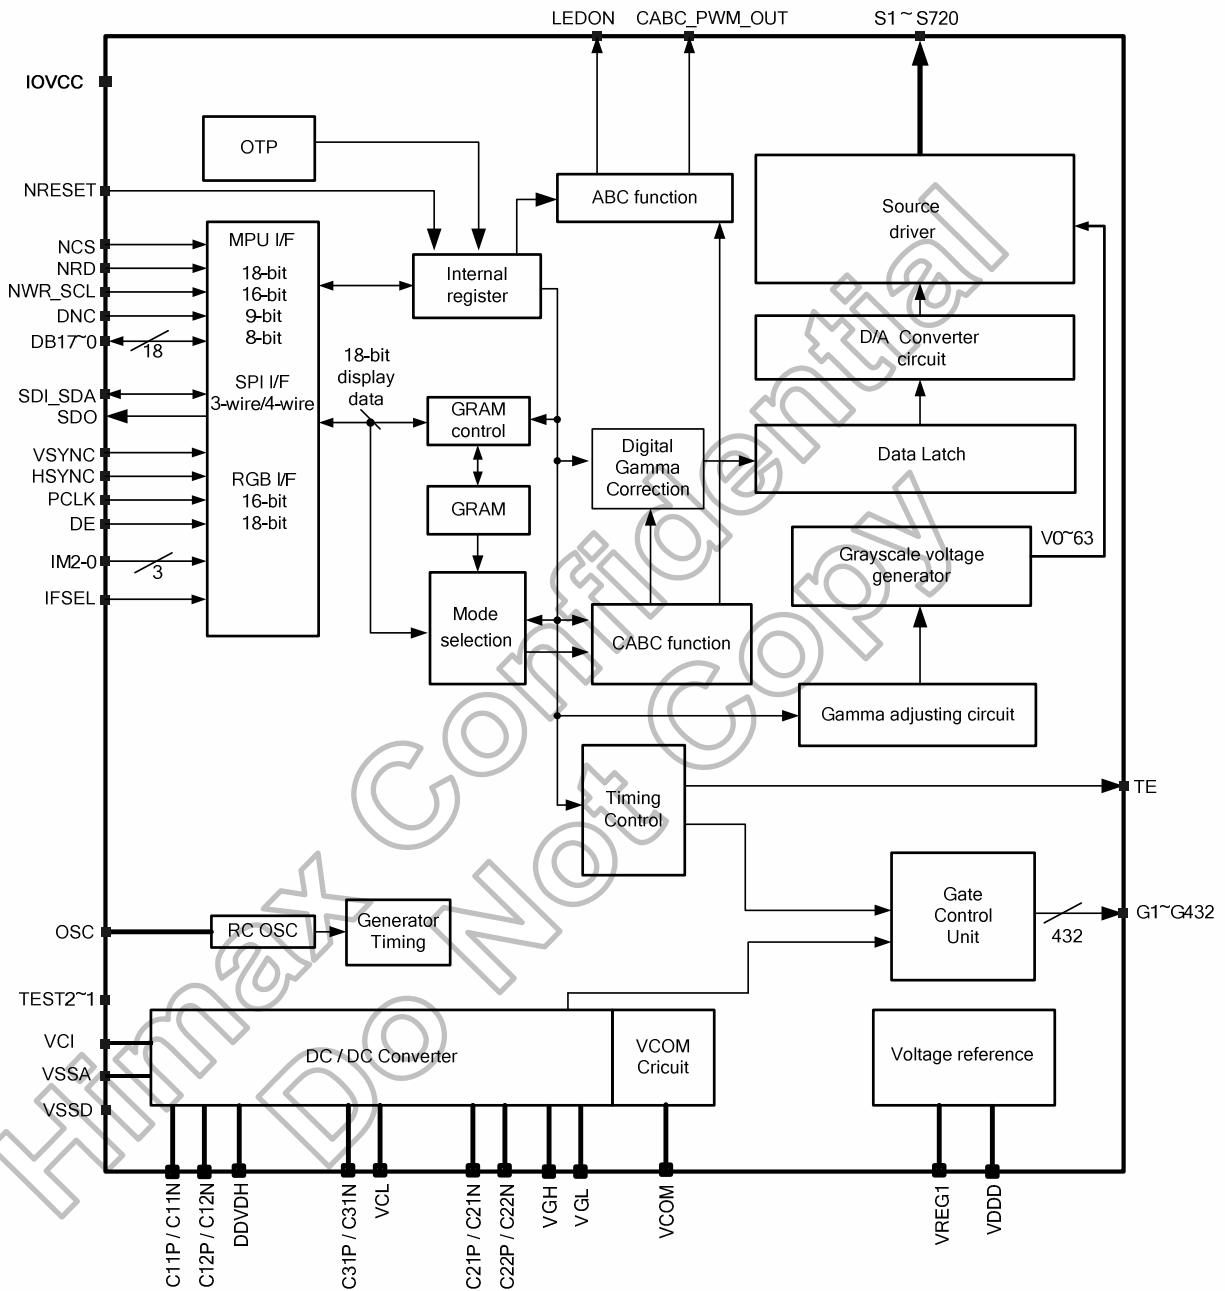 LEDON
CABC_PWM_OUT
S1~S720
IOVCC
OTP
NRESET
ABC function
Source
driver
NCS
NRD
NWR_SCL
DNC
DB17~0
18
SDI_SDA
SDO
VSYNC
HSYNC
PCLK
DE
IM2-0
3
IFSEL
MPU I/F
18-bit
16-bit
9-bit
8-bit
SPI I/F
3-wire/4-wire
RGB I/F
16-bit
18-bit
Internal
register
18-bit
display
data
GRAM
control
GRAM
Mode
selection
Digital
Gamma
Correction
CABC function
D/A Converter
circuit
Data Latch
V0~63
Grayscale voltage
generator
Gamma adjusting circuit
Timing
Control
TE
Gate
Control
Unit
432
G1~G432
OSC
RC OSC
Generator
Timing
TEST2~1
VCI
VSSA
VSSD
DC / DC Converter
VCOM
Cricuit
Voltage reference
C11P / C11N
C12P / C12N
DDVDH
C31P / C31N
VCL
C21P / C21N
C22P / C22N
VGH
VGL
VCOM
VREG1
VDDD
Himax Confidential
Do Not Copy